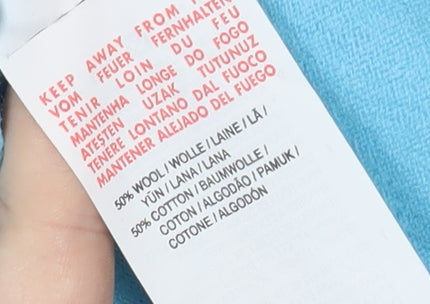 KEEP AWAY FROM
VOM FEUER FERNHALTEN
TENIR LOIN DU FEU
MANTENHA LONGE DO FOGO
ATEŞTEN UZAK TUTUNUZ
TENERE LONTANO DAL FUOCO
MANTENER ALEJADO DEL FUEGO
50% WOOL / WOLLE / LAINE / LÃ /
YÜN / LANA / LANA
50% COTTON / BAUMWOLLE /
COTON / ALGODÃO / PAMUK /
COTONE / ALGODÓN